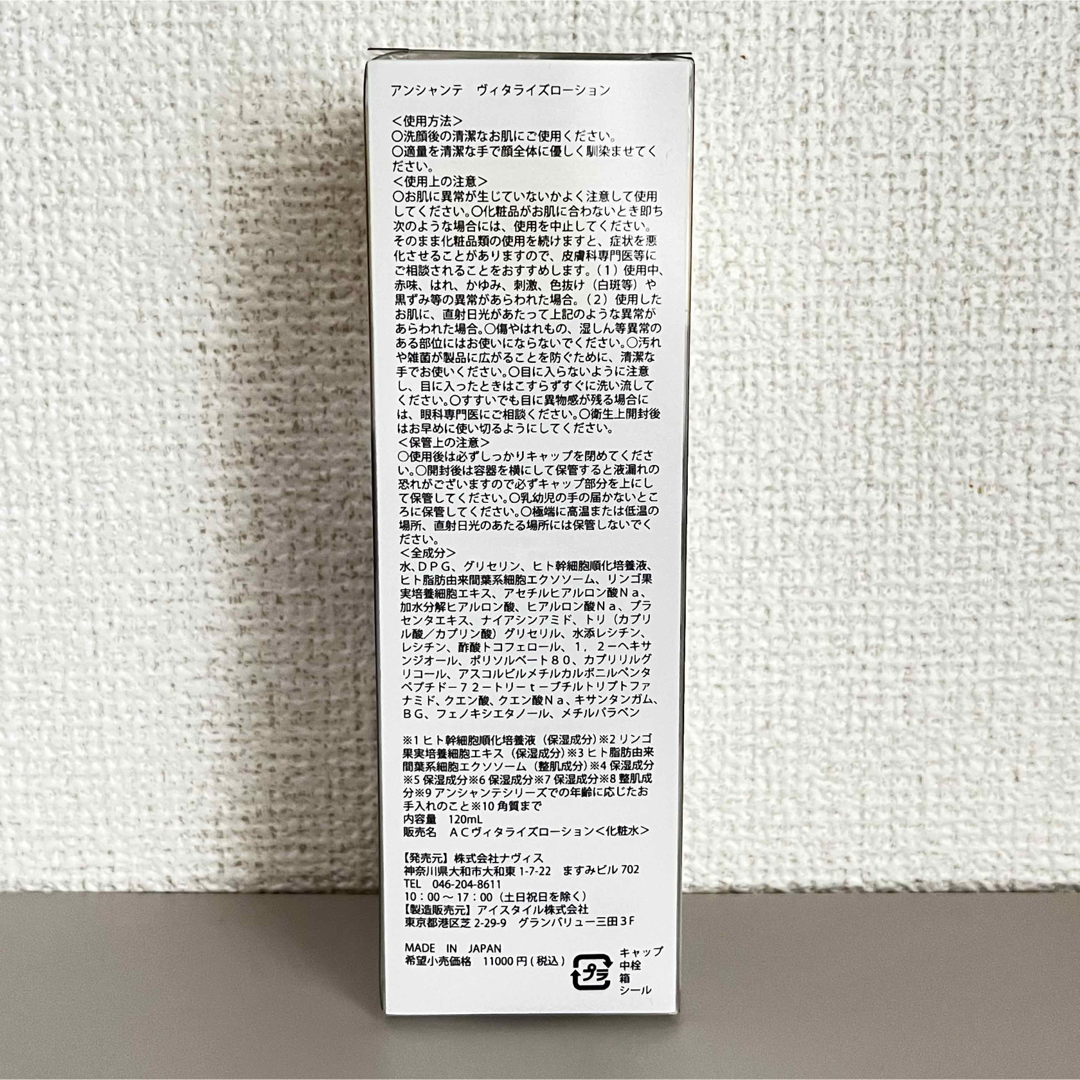 アンシャンテ　ヴィタライズローション
＜使用方法＞
〇洗顔後の清潔なお肌にご使用ください。
〇適量を清潔な手で顔全体に優しく馴染ませてく
ださい。
＜使用上の注意＞
〇お肌に異常が生じていないかよく注意して使用
してください。〇化粧品がお肌に合わないとき即ち
次のような場合には、使用を中止してください。
そのまま化粧品類の使用を続けますと、症状を悪
化させることがありますので、皮膚科専門医等に
ご相談されることをおすすめします。（１）使用中、
赤味、はれ、かゆみ、刺激、色抜け（白斑等）や
黒ずみ等の異常があらわれた場合。（２）使用した
お肌に、直射日光があたって上記のような異常が
あらわれた場合。〇傷やはれもの、湿しん等異常の
ある部位にはお使いにならないでください。〇汚れ
や雑菌が製品に広がることを防ぐために、清潔な
手でお使いください。〇目に入らないように注意
し、目に入ったときはこすらずすぐに洗い流して
ください。〇すすいでも目に異物感が残る場合に
は、眼科専門医にご相談ください。〇衛生上開封後
はお早めに使い切るようにしてください。
＜保管上の注意＞
〇使用後は必ずしっかりキャップを閉めてくださ
い。〇開封後は容器を横にして保管すると液漏れの
恐れがございますので必ずキャップ部分を上にし
て保管してください。〇乳幼児の手の届かないとこ
ろに保管してください。〇極端に高温または低温の
場所、直射日光のあたる場所には保管しないでく
ださい。
＜全成分＞
水、ＤＰＧ、グリセリン、ヒト幹細胞順化培養液、
ヒト脂肪由来間葉系細胞エクソソーム、リンゴ果
実培養細胞エキス、アセチルヒアルロン酸Ｎａ、
加水分解ヒアルロン酸、ヒアルロン酸Ｎａ、プラ
センタエキス、ナイアシンアミド、トリ（カプリ
ル酸／カプリン酸）グリセリル、水添レシチン、
レシチン、酢酸トコフェロール、１，２－ヘキサ
ンジオール、ポリソルベート８０、カプリリルグ
リコール、アスコルビルメチルカルボニルペンタ
ペプチド－７２－トリーｔ－ブチルトリプトファ
ナミド、クエン酸、クエン酸Ｎａ、キサンタンガム、
ＢＧ、フェノキシエタノール、メチルパラベン
※1 ヒト幹細胞順化培養液（保湿成分）※2 リンゴ
果実培養細胞エキス（保湿成分）※3 ヒト脂肪由来
間葉系細胞エクソソーム（整肌成分）※4 保湿成分
※5 保湿成分※6 保湿成分※7 保湿成分※8 整肌成
分※9 アンシャンテシリーズでの年齢に応じたお
手入れのこと※10 角質まで
内容量　120mL
販売名　ＡＣヴィタライズローション＜化粧水＞
【発売元】株式会社ナヴィス
神奈川県大和市大和東 1-7-22　ますみビル 702
TEL　046-204-8611
10：00～17：00（土日祝日を除く）
【製造販売元】アイスタイル株式会社
東京都港区芝 2-29-9　グランバリュー三田３Ｆ
MADE　IN　JAPAN
希望小売価格　11000 円 ( 税込 )
プラ
キャップ
中栓
箱
シール